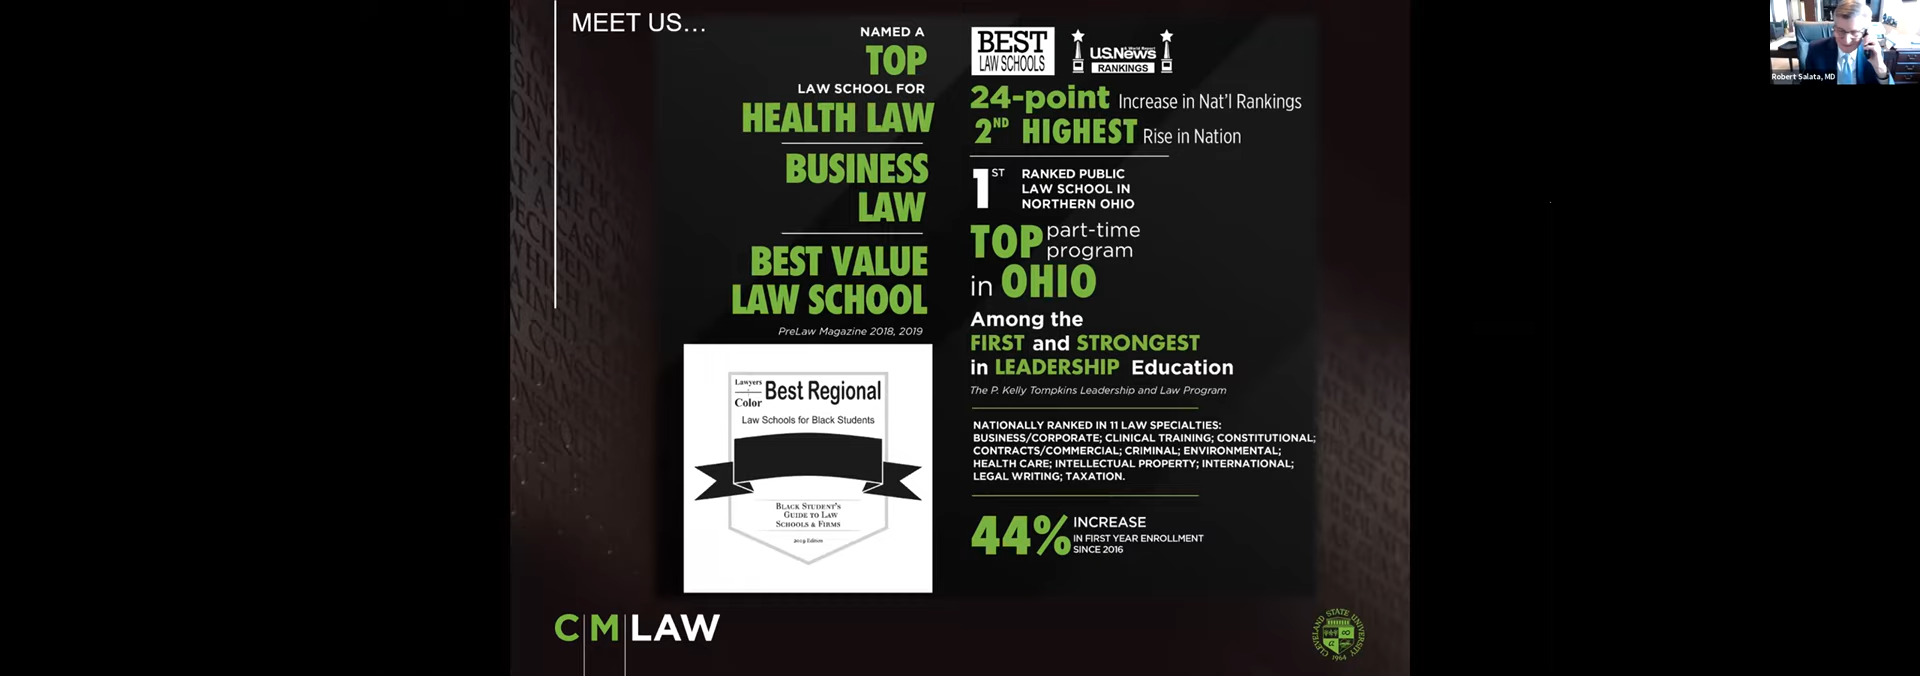 MEET US...
NAMED A
TOP
LAW SCHOOL FOR
HEALTH LAW
BUSINESS
LAW
BEST VALUE
LAW SCHOOL
PreLaw Magazine 2018, 2019
Lawyers
Color
Best Regional
Law Schools for Black Students
BLACK STUDENT'S
GUIDE TO LAW
SCHOOLS & FIRMS
2019 Edition
BEST
LAW SCHOOLS
U.S.News
& World Report
RANKINGS
24-point Increase in Nat'l Rankings
2ND HIGHEST Rise in Nation
1ST
RANKED PUBLIC
LAW SCHOOL IN
NORTHERN OHIO
TOP part-time
program
in OHIO
Among the
FIRST and STRONGEST
in LEADERSHIP Education
The P. Kelly Tompkins Leadership and Law Program
NATIONALLY RANKED IN 11 LAW SPECIALTIES:
BUSINESS/CORPORATE; CLINICAL TRAINING; CONSTITUTIONAL;
CONTRACTS/COMMERCIAL; CRIMINAL; ENVIRONMENTAL;
HEALTH CARE; INTELLECTUAL PROPERTY; INTERNATIONAL;
LEGAL WRITING; TAXATION.
44% INCREASE
IN FIRST YEAR ENROLLMENT
SINCE 2016
C|M|LAW
CLEVELAND STATE UNIVERSITY
1964
Robert Salata, MD